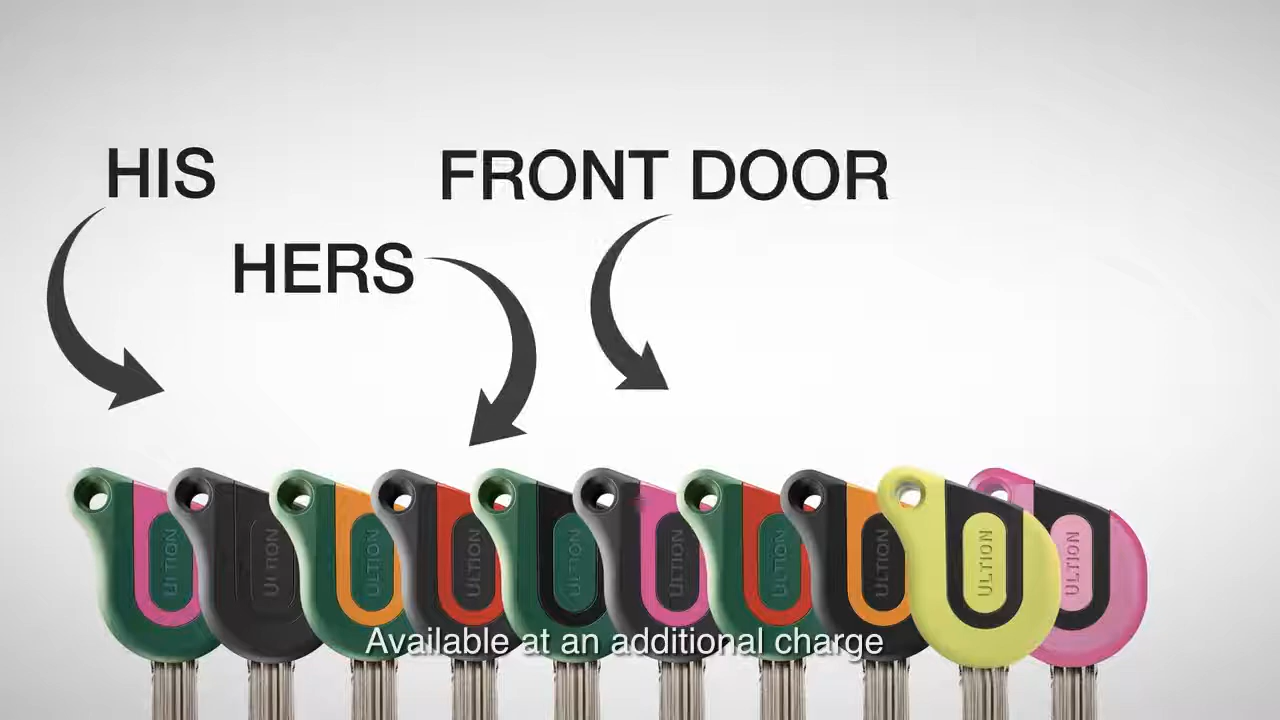 HIS
FRONT DOOR
HERS
ULTION
ULTION
ULTION
ULTION
ULTION
ULTION
ULTION
ULTION
ULTION
ULTION
Available at an additional charge